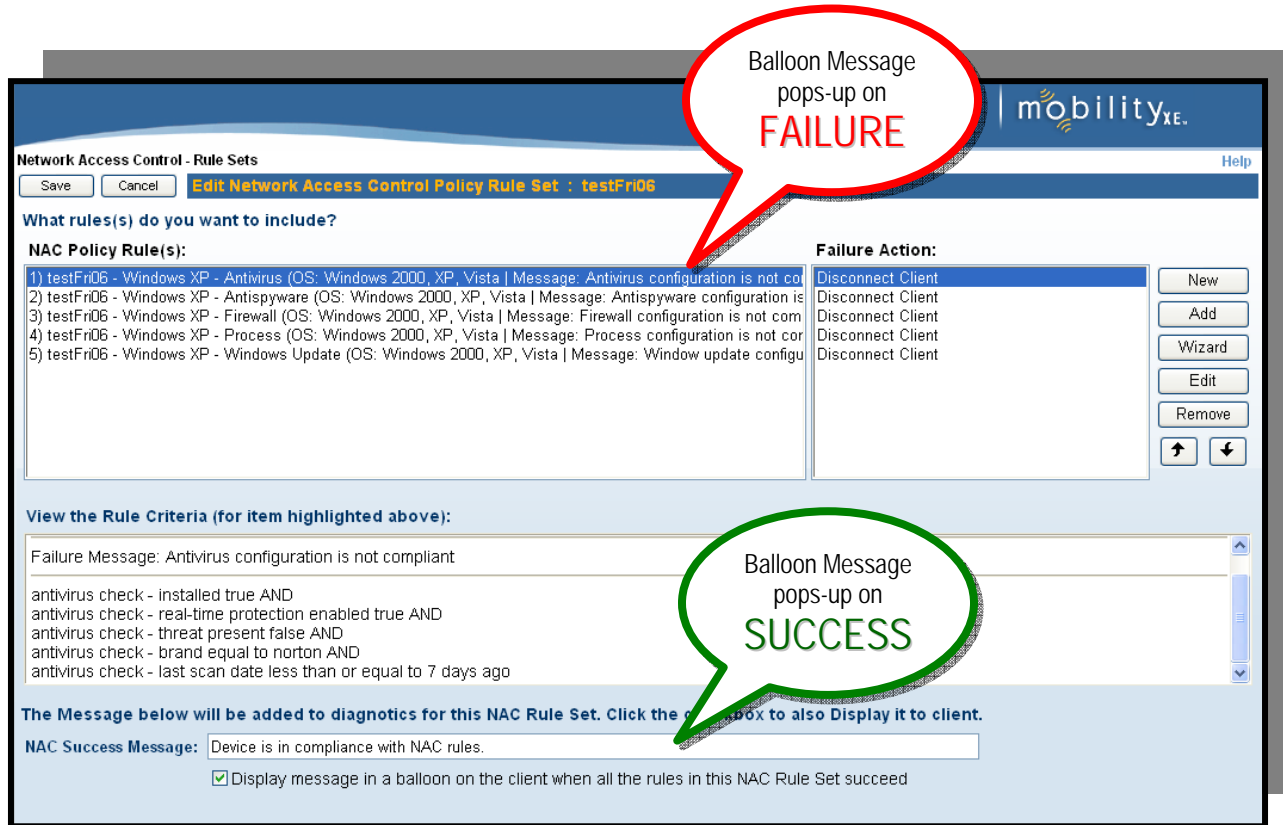 Balloon Message
pops-up on
FAILURE
mobilityXE™
Network Access Control - Rule Sets
Help
Save Cancel Edit Network Access Control Policy Rule Set : testFri06
What rules(s) do you want to include?
NAC Policy Rule(s): Failure Action:
1) testFri06 - Windows XP - Antivirus (OS: Windows 2000, XP, Vista | Message: Antivirus configuration is not co Disconnect Client
2) testFri06 - Windows XP - Antispyware (OS: Windows 2000, XP, Vista | Message: Antispyware configuration is Disconnect Client
3) testFri06 - Windows XP - Firewall (OS: Windows 2000, XP, Vista | Message: Firewall configuration is not com Disconnect Client
4) testFri06 - Windows XP - Process (OS: Windows 2000, XP, Vista | Message: Process configuration is not cor Disconnect Client
5) testFri06 - Windows XP - Windows Update (OS: Windows 2000, XP, Vista | Message: Window update configu Disconnect Client
New
Add
Wizard
Edit
Remove
View the Rule Criteria (for item highlighted above):
Failure Message: Antivirus configuration is not compliant
antivirus check - installed true AND
antivirus check - real-time protection enabled true AND
antivirus check - threat present false AND
antivirus check - brand equal to norton AND
antivirus check - last scan date less than or equal to 7 days ago
Balloon Message
pops-up on
SUCCESS
The Message below will be added to diagnotics for this NAC Rule Set. Click the box to also Display it to client.
NAC Success Message: Device is in compliance with NAC rules.
Display message in a balloon on the client when all the rules in this NAC Rule Set succeed